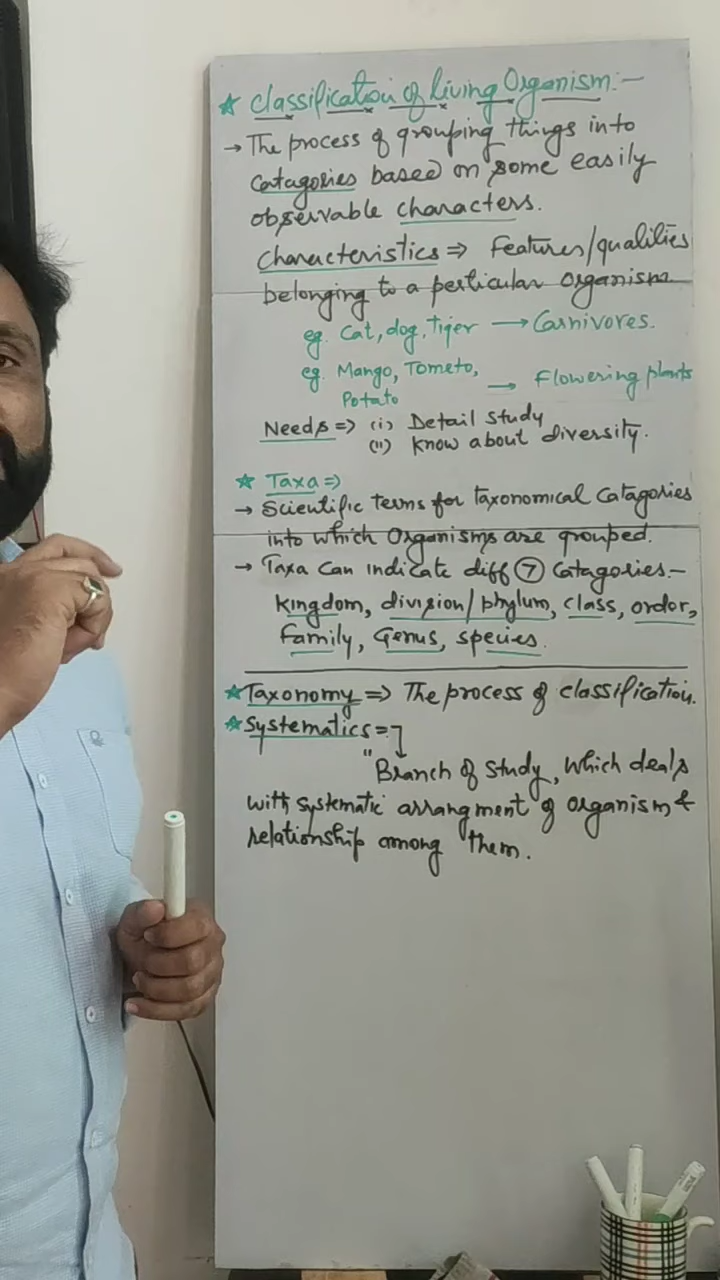 ★ Classification of living Organism:-
→ The process of grouping things into
Catagories based on some easily
observable characters.
Characteristics ⇒ Features/qualities
belonging to a perticular Organism
eg. Cat, dog, Tiger → Carnivores.
eg. Mango, Tometo, → Flowering plants
Potato
Needs ⇒ (i) Detail study
(ii) Know about diversity.
★ Taxa ⇒
→ Scientific terms for taxonomical Catagories
into which Organisms are grouped.
→ Taxa Can indicate diff ⑦ Catagories.-
Kingdom, division/phylum, class, order,
family, Genus, species.
★ Taxonomy ⇒ The process of classification.
★ Systematics =
" Branch of study, which deals
with systematic arrangment of organism &
relationship among them.